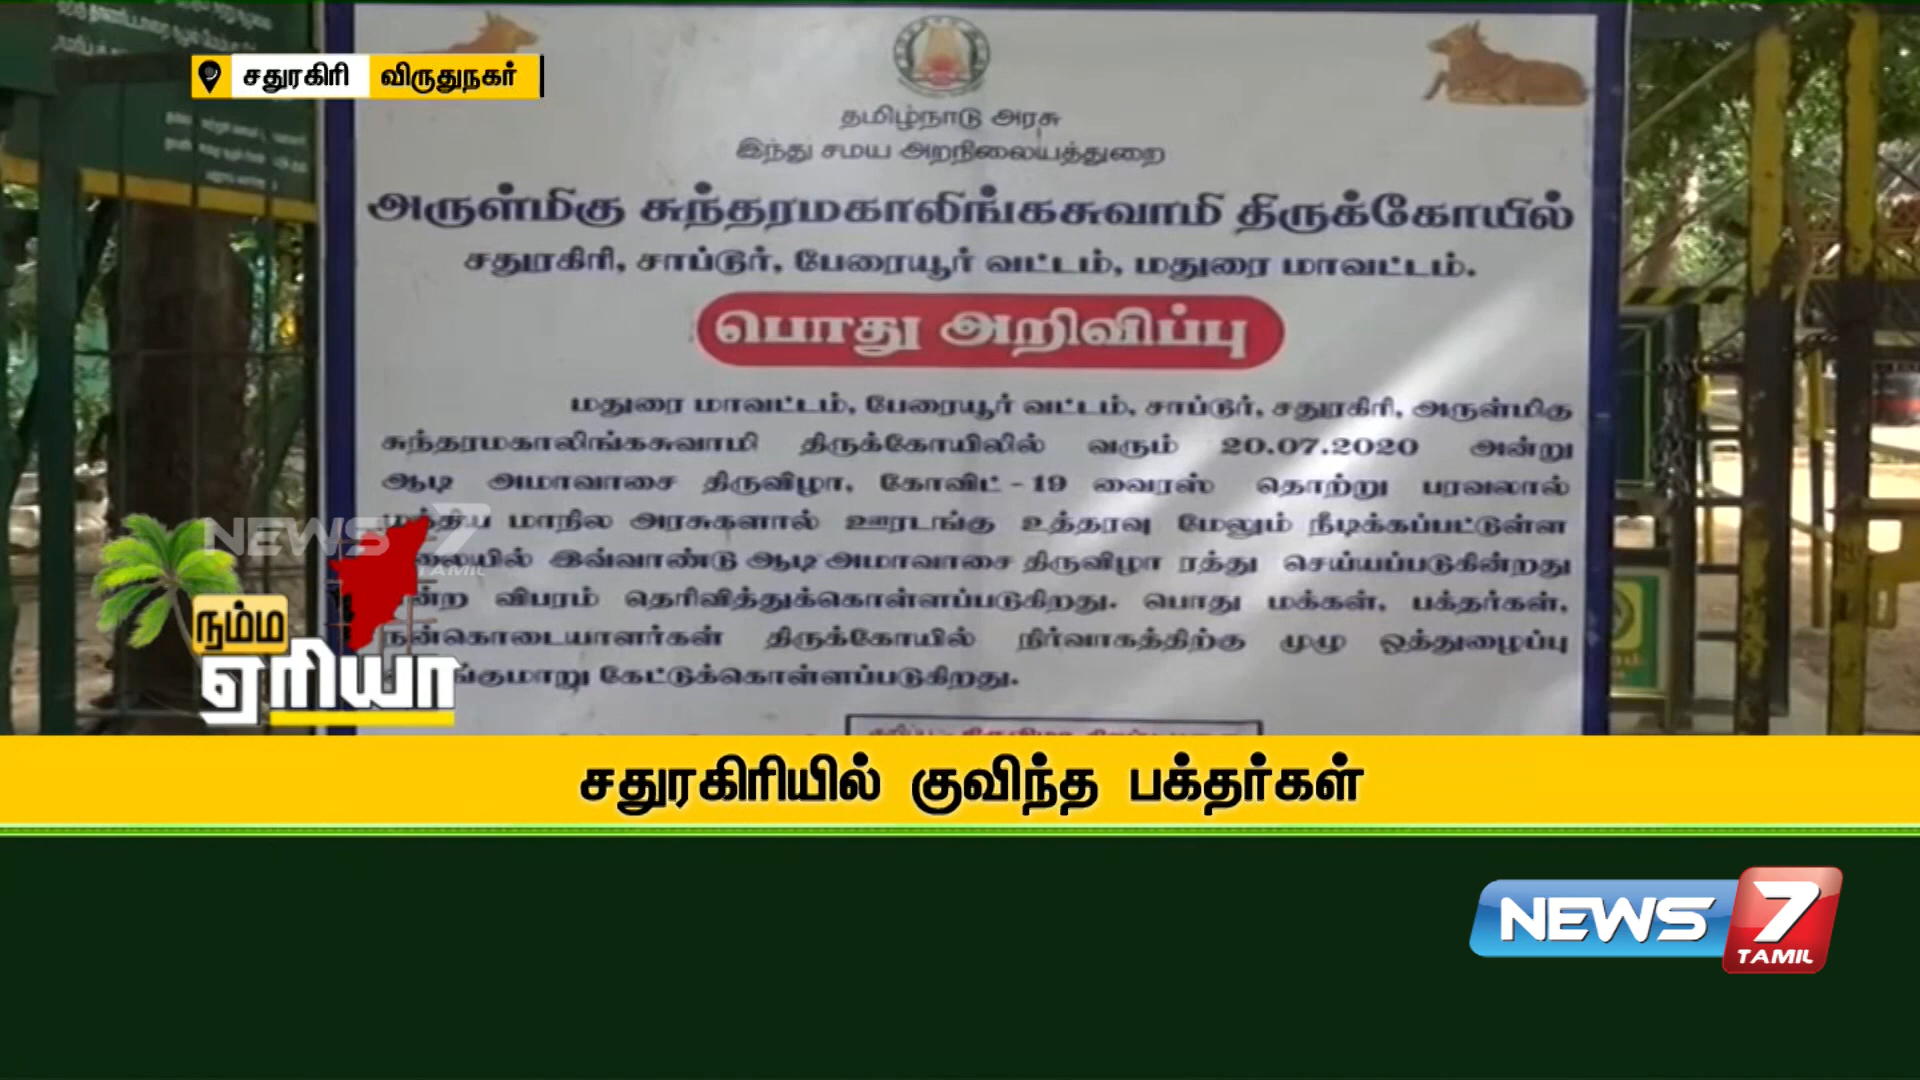 சதுரகிரி விருதுநகர்
தமிழ்நாடு அரசு
இந்து சமய அறநிலையத்துறை
அருள்மிகு சுந்தரமகாலிங்கசுவாமி திருக்கோயில்
சதுரகிரி, சாப்டூர், பேரையூர் வட்டம், மதுரை மாவட்டம்.
பொது அறிவிப்பு
மதுரை மாவட்டம், பேரையூர் வட்டம், சாப்டூர், சதுரகிரி, அருள்மிகு
சுந்தரமகாலிங்கசுவாமி திருக்கோயிலில் வரும் 20.07.2020 அன்று
ஆடி அமாவாசை திருவிழா, கோவிட் - 19 வைரஸ் தொற்று பரவலால்
மாநில அரசுகளால் ஊரடங்கு உத்தரவு மேலும் நீடிக்கப்பட்டுள்ள
இவ்வாண்டு ஆடி அமாவாசை திருவிழா ரத்து செய்யப்படுகின்றது
விபரம் தெரிவித்துக்கொள்ளப்படுகிறது. பொது மக்கள், பக்தர்கள்,
நன்கொடையாளர்கள் திருக்கோயில் நிர்வாகத்திற்கு முழு ஒத்துழைப்பு
கேட்டுக்கொள்ளப்படுகிறது.
NEWS 7 TAMIL
நம்ம
ஏரியா
சதுரகிரியில் குவிந்த பக்தர்கள்
NEWS 7
TAMIL